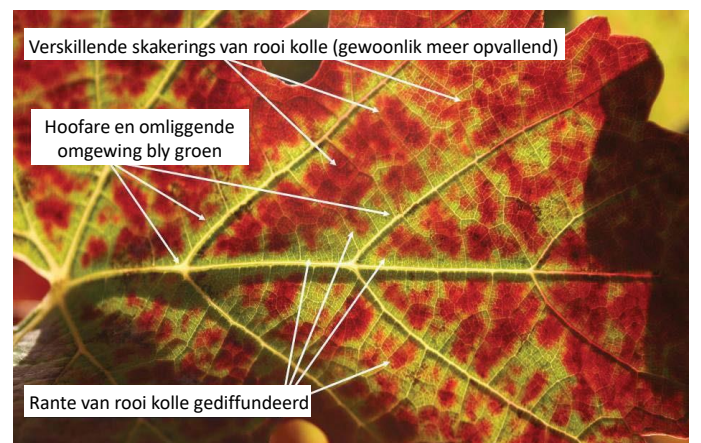 Verskillende skakerings van rooi kolle (gewoonlik meer opvallend)
Hoofare en omliggende
omgewing bly groen
Rante van rooi kolle gediffundeerd